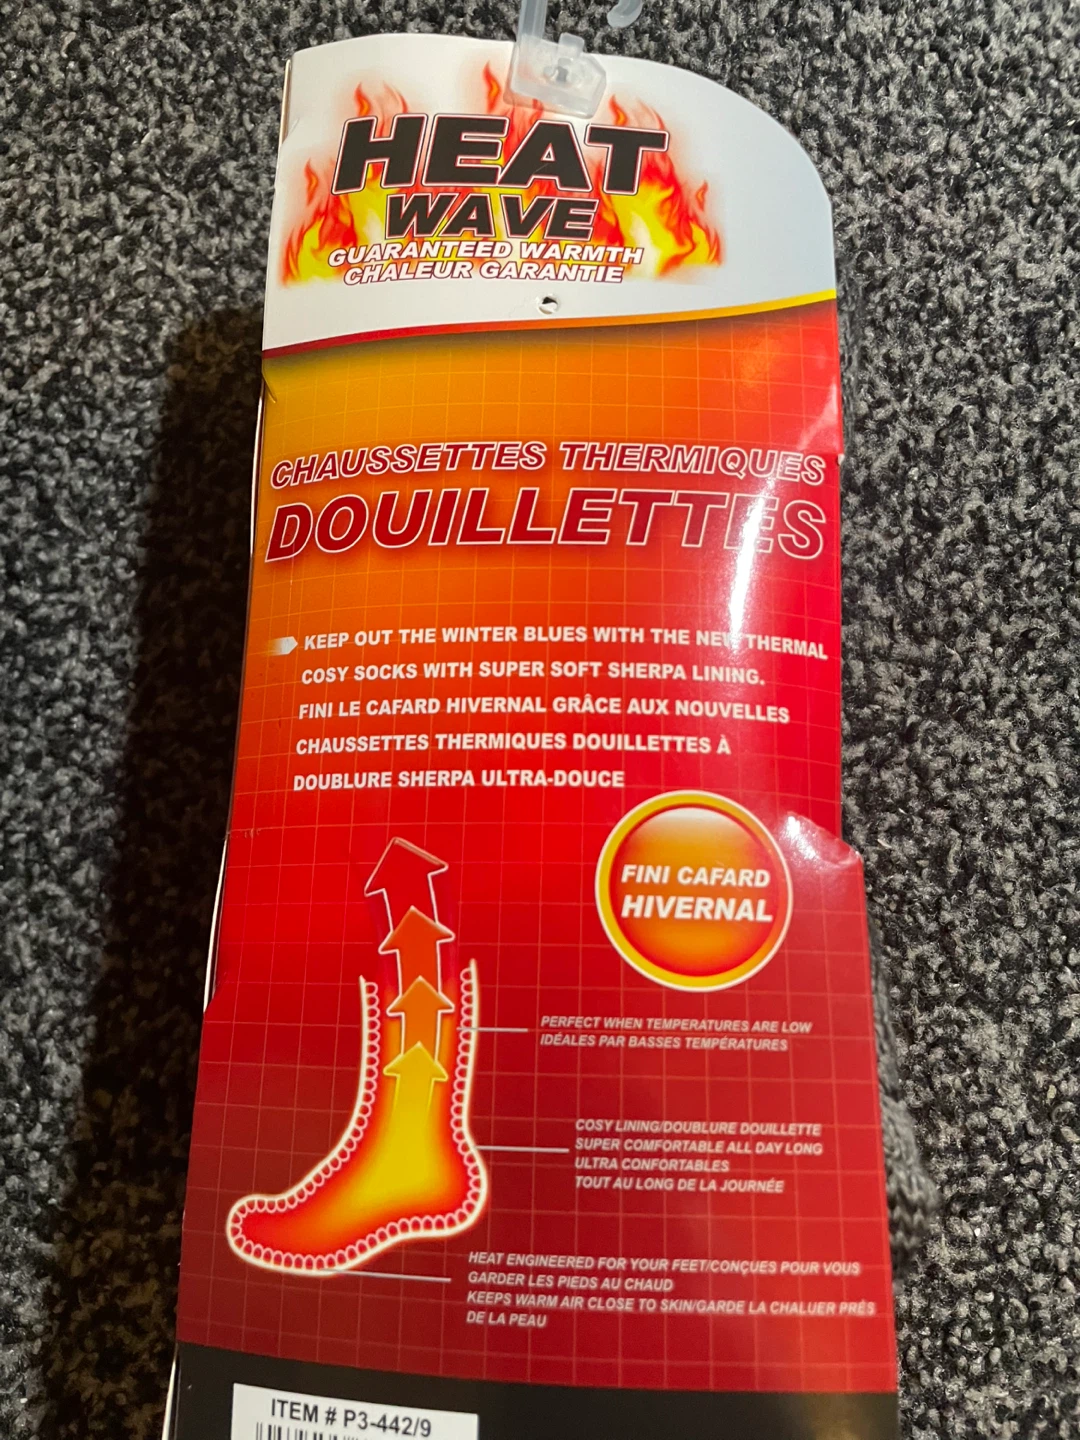 HEAT
WAVE
GUARANTEED WARMTH
CHALEUR GARANTIE
CHAUSSETTES THERMIQUES
DOUILLETTES
KEEP OUT THE WINTER BLUES WITH THE NEW THERMAL
COSY SOCKS WITH SUPER SOFT SHERPA LINING.
FINI LE CAFARD HIVERNAL GRÂCE AUX NOUVELLES
CHAUSSETTES THERMIQUES DOUILLETTES À
DOUBLURE SHERPA ULTRA-DOUCE
FINI CAFARD
HIVERNAL
PERFECT WHEN TEMPERATURES ARE LOW
IDÉALES PAR BASSES TEMPÉRATURES
COSY LINING/DOUBLURE DOUILLETTE
SUPER COMFORTABLE ALL DAY LONG
ULTRA CONFORTABLES
TOUT AU LONG DE LA JOURNÉE
HEAT ENGINEERED FOR YOUR FEET/CONÇUES POUR VOUS
GARDER LES PIEDS AU CHAUD
KEEPS WARM AIR CLOSE TO SKIN/GARDE LA CHALUER PRÉS
DE LA PEAU
ITEM # P3-442/9